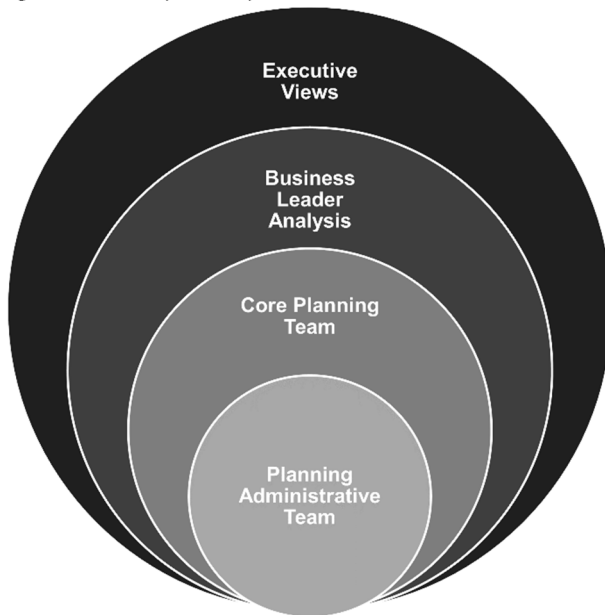 Executive
Views
Business
Leader
Analysis
Core Planning
Team
Planning
Administrative
Team